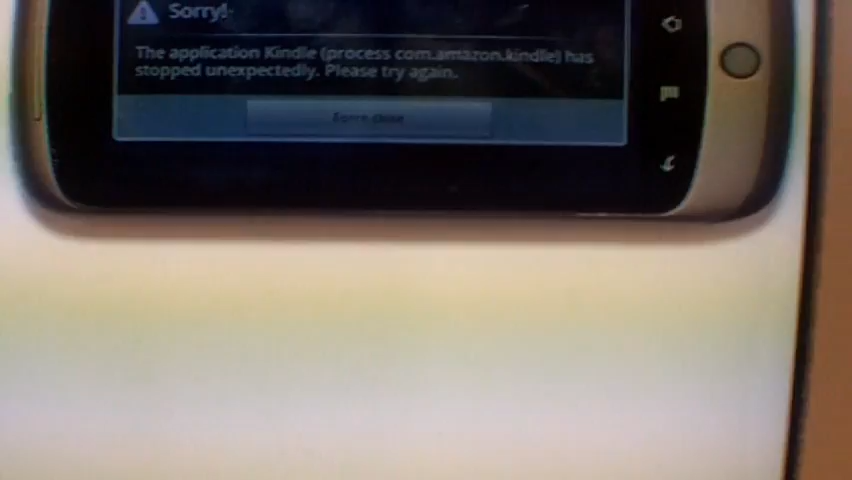 Sorry!
The application Kindle (process com.amazon.kindle) has
stopped unexpectedly. Please try again.
Force close